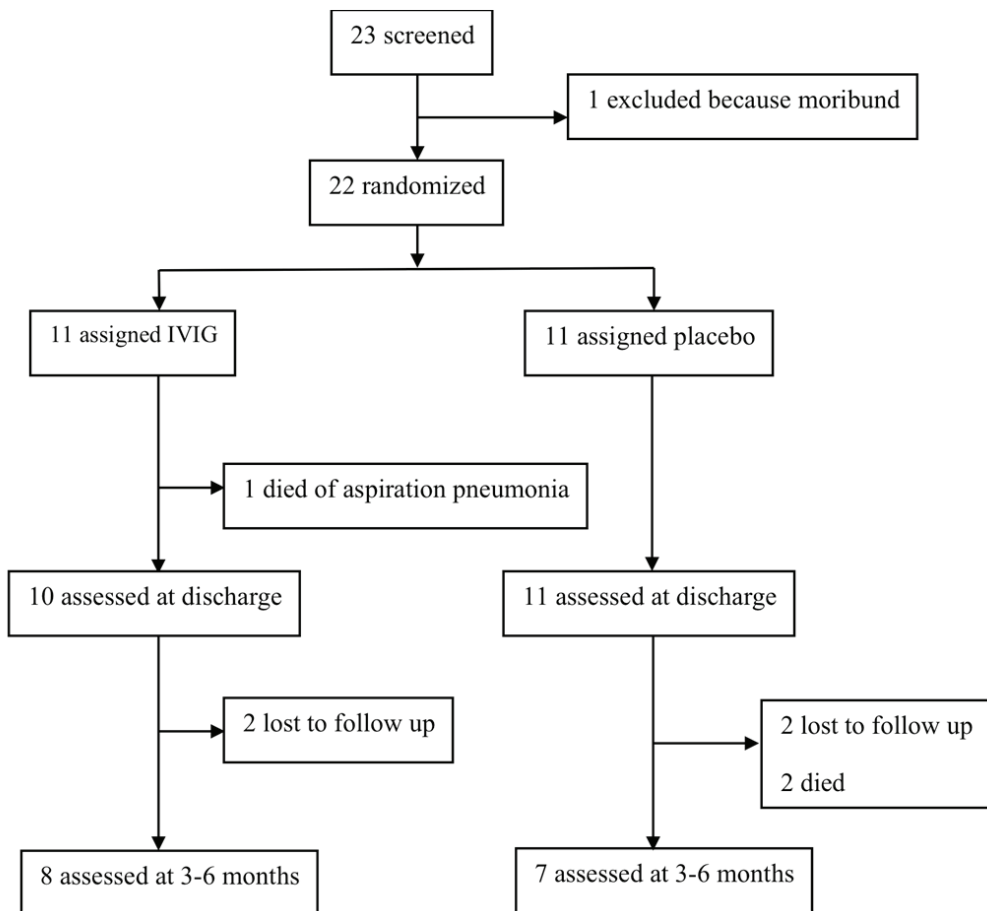 23 screened
1 excluded because moribund
22 randomized
11 assigned IVIG
11 assigned placebo
1 died of aspiration pneumonia
10 assessed at discharge
11 assessed at discharge
2 lost to follow up
2 lost to follow up
2 died
8 assessed at 3-6 months
7 assessed at 3-6 months